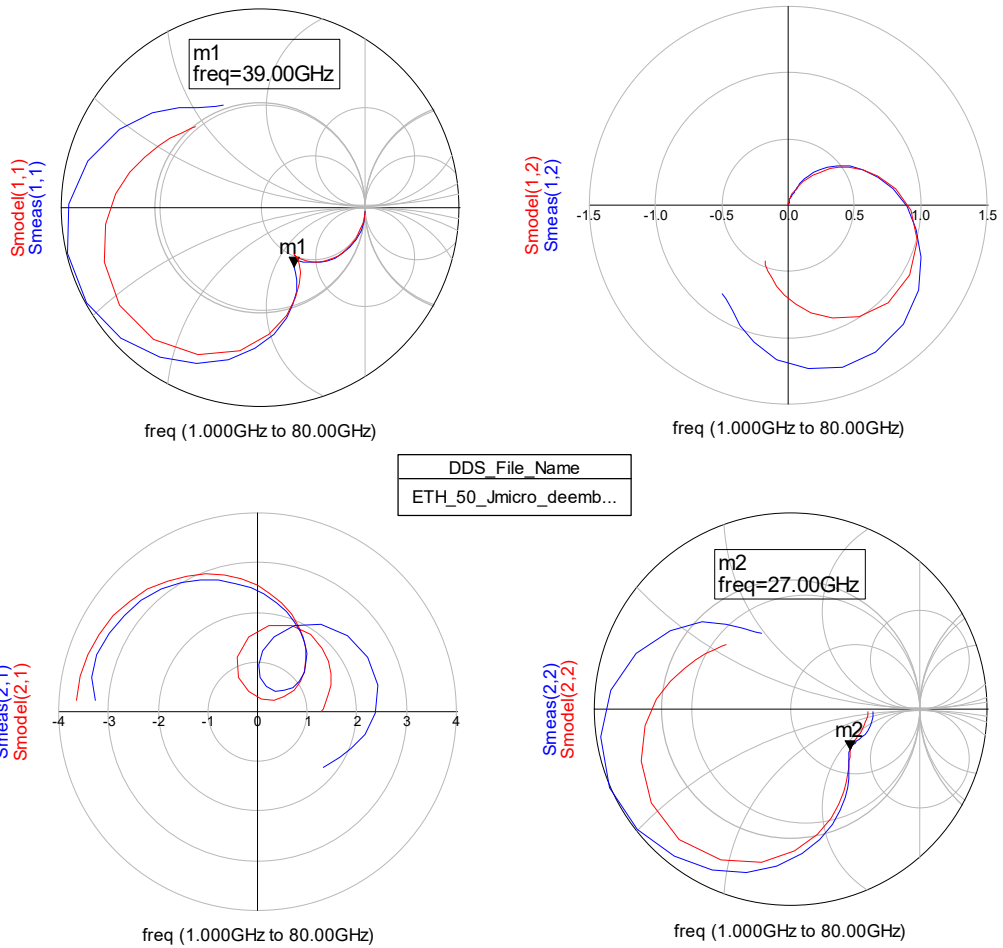 m1
freq=39.00GHz
Smodel(1,1)
Smeas(1,1)
m1
freq (1.000GHz to 80.00GHz)
Smodel(1,2)
Smeas(1,2)
-1.5 -1.0 -0.5 0.0 0.5 1.0 1.5
freq (1.000GHz to 80.00GHz)
DDS_File_Name
ETH_50_Jmicro_deemb...
Smeas(2,1)
Smodel(2,1)
-4 -3 -2 -1 0 1 2 3 4
freq (1.000GHz to 80.00GHz)
m2
freq=27.00GHz
Smeas(2,2)
Smodel(2,2)
m2
freq (1.000GHz to 80.00GHz)